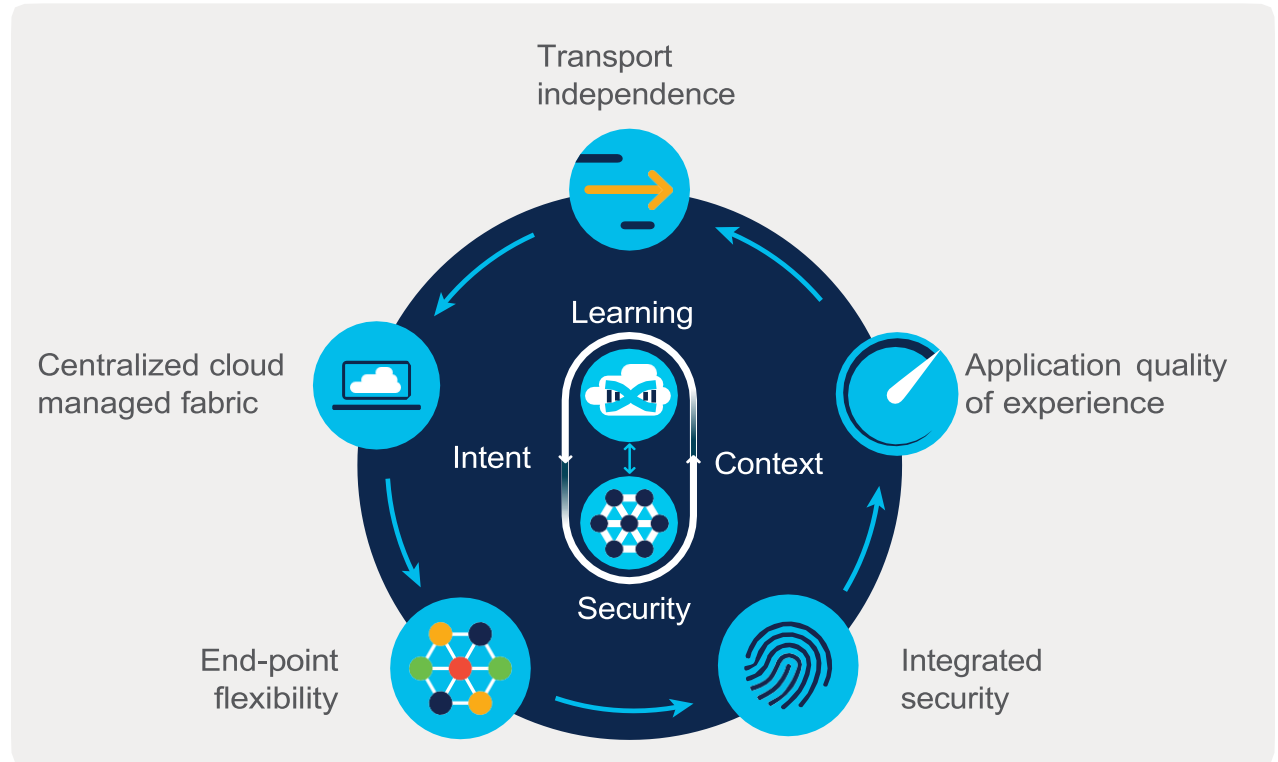 Transport
independence
Learning
Centralized cloud
managed fabric
Application quality
of experience
Intent
Context
Security
End-point
flexibility
Integrated
security